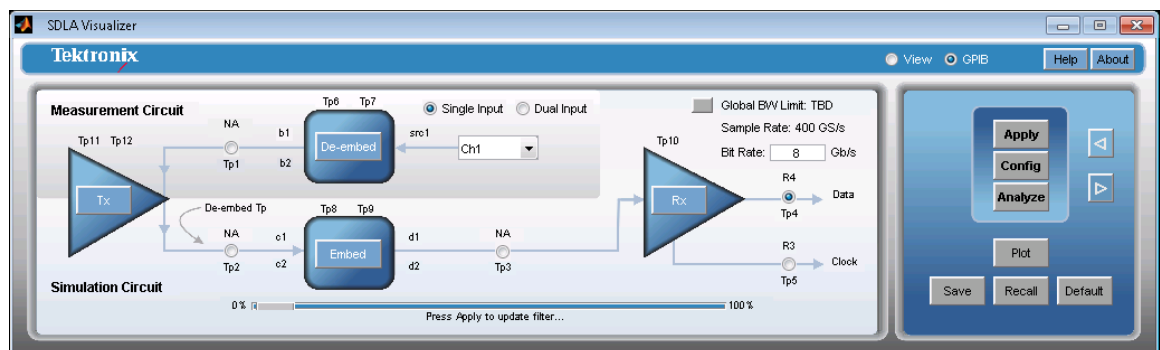 SDLA Visualizer
Tektronix
View
GPIB
Help
About
Measurement Circuit
Tp11 Tp12
NA
Tp1
b1
b2
Tp6 Tp7
De-embed
Single Input
Dual Input
src1
Ch1
Global BW Limit: TBD
Sample Rate: 400 GS/s
Bit Rate: 8 Gb/s
Tp10
Tx
Rx
R4
Tp4
Data
De-embed Tp
NA
Tp2
c1
c2
Tp8 Tp9
Embed
d1
d2
NA
Tp3
R3
Tp5
Clock
Simulation Circuit
0%
100%
Press Apply to update filter...
Apply
Config
Analyze
Plot
Save
Recall
Default